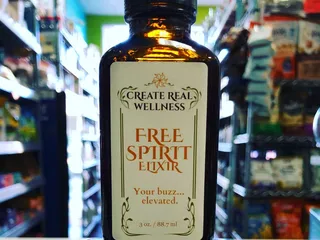 CREATE REAL
WELLNESS
FREE
SPIRIT
ELIXIR
Your buzz...
elevated.
3 oz. / 88.7 ml